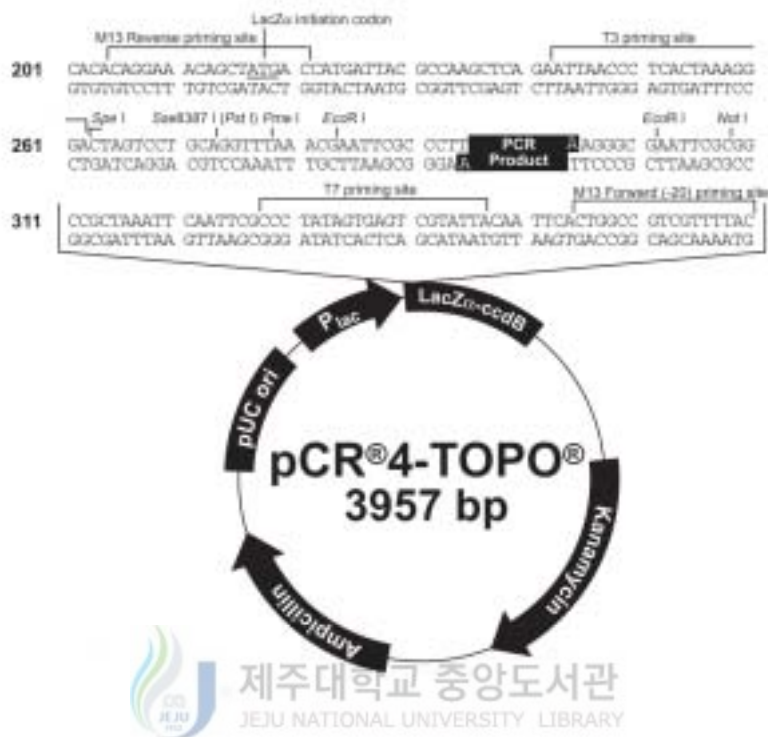 LacZα initiation codon
M13 Reverse priming site T3 priming site
201 CACACAGGAA ACAGCTATGA CCATGATTAC GCCAAGCTCA GAATTAACCC TCACTAAAGG
GTGTGTCCTT TGTCGATACT GGTACTAATG CGGTTCGAGT CTTAATTGGG AGTGATTTCC
Spe I Sse8387 I (Pst I) Pme I EcoR I EcoR I Not I
261 GACTAGTCCT GCAGGTTTAA ACGAATTCGC CCTT PCR Product A AGGGC GAATTCGCGG
CTGATCAGGA CGTCCAAATT TGCTTAAGCG GGA A TTCCCG CTTAAGCGCC
T7 priming site M13 Forward (-20) priming site
311 CCGCTAAATT CAATTCGCCC TATAGTGAGT CGTATTACAA TTCACTGGCC GTCGTTTTAC
GGCGATTTAA GTTAAGCGGG ATATCACTCA GCATAATGTT AAGTGACCGG CAGCAAAATG
Plac
LacZα-ccdB
pUC ori
pCR®4-TOPO®
3957 bp
Kanamycin
Ampicillin
제주대학교 중앙도서관
JEJU NATIONAL UNIVERSITY LIBRARY
JEJU